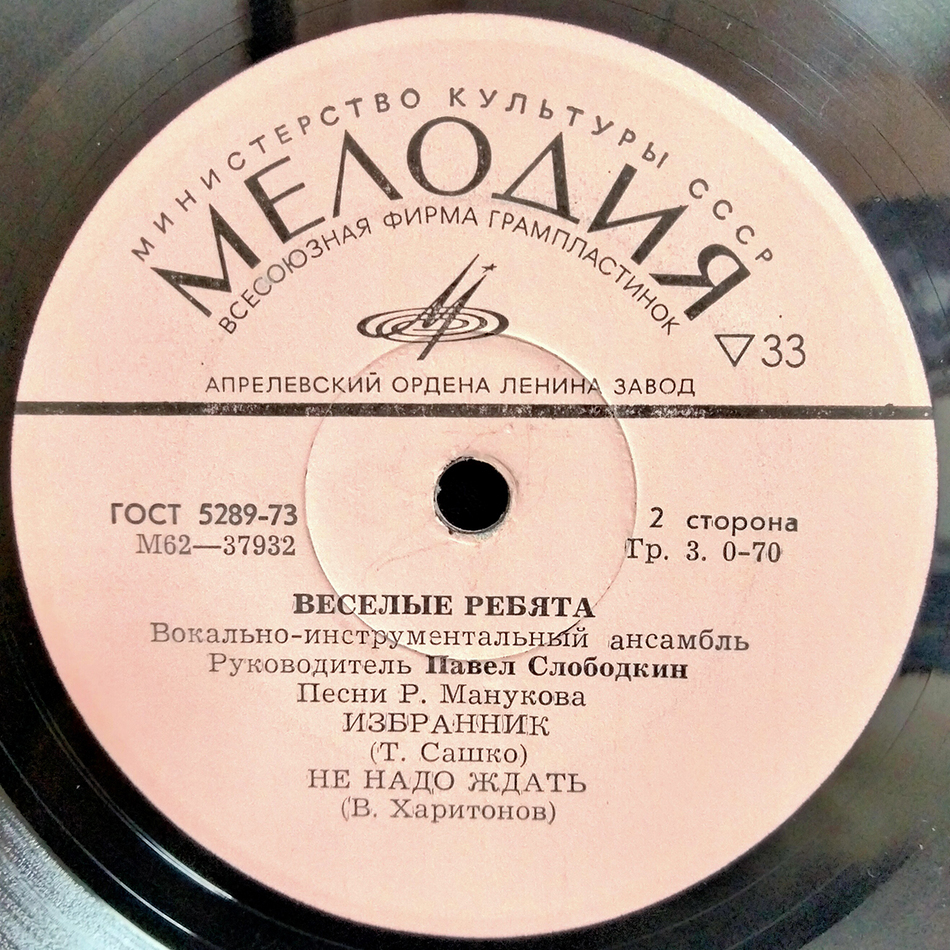 МИНИСТЕРСТВО КУЛЬТУРЫ СССР
МЕЛОДИЯ
ВСЕСОЮЗНАЯ ФИРМА ГРАМПЛАСТИНОК
▽33
АПРЕЛЕВСКИЙ ОРДЕНА ЛЕНИНА ЗАВОД
ГОСТ 5289-73
М62—37932
2 сторона
Гр. 3. 0-70
ВЕСЕЛЫЕ РЕБЯТА
Вокально-инструментальный ансамбль
Руководитель Павел Слободкин
Песни Р. Манукова
ИЗБРАННИК
(Т. Сашко)
НЕ НАДО ЖДАТЬ
(В. Харитонов)